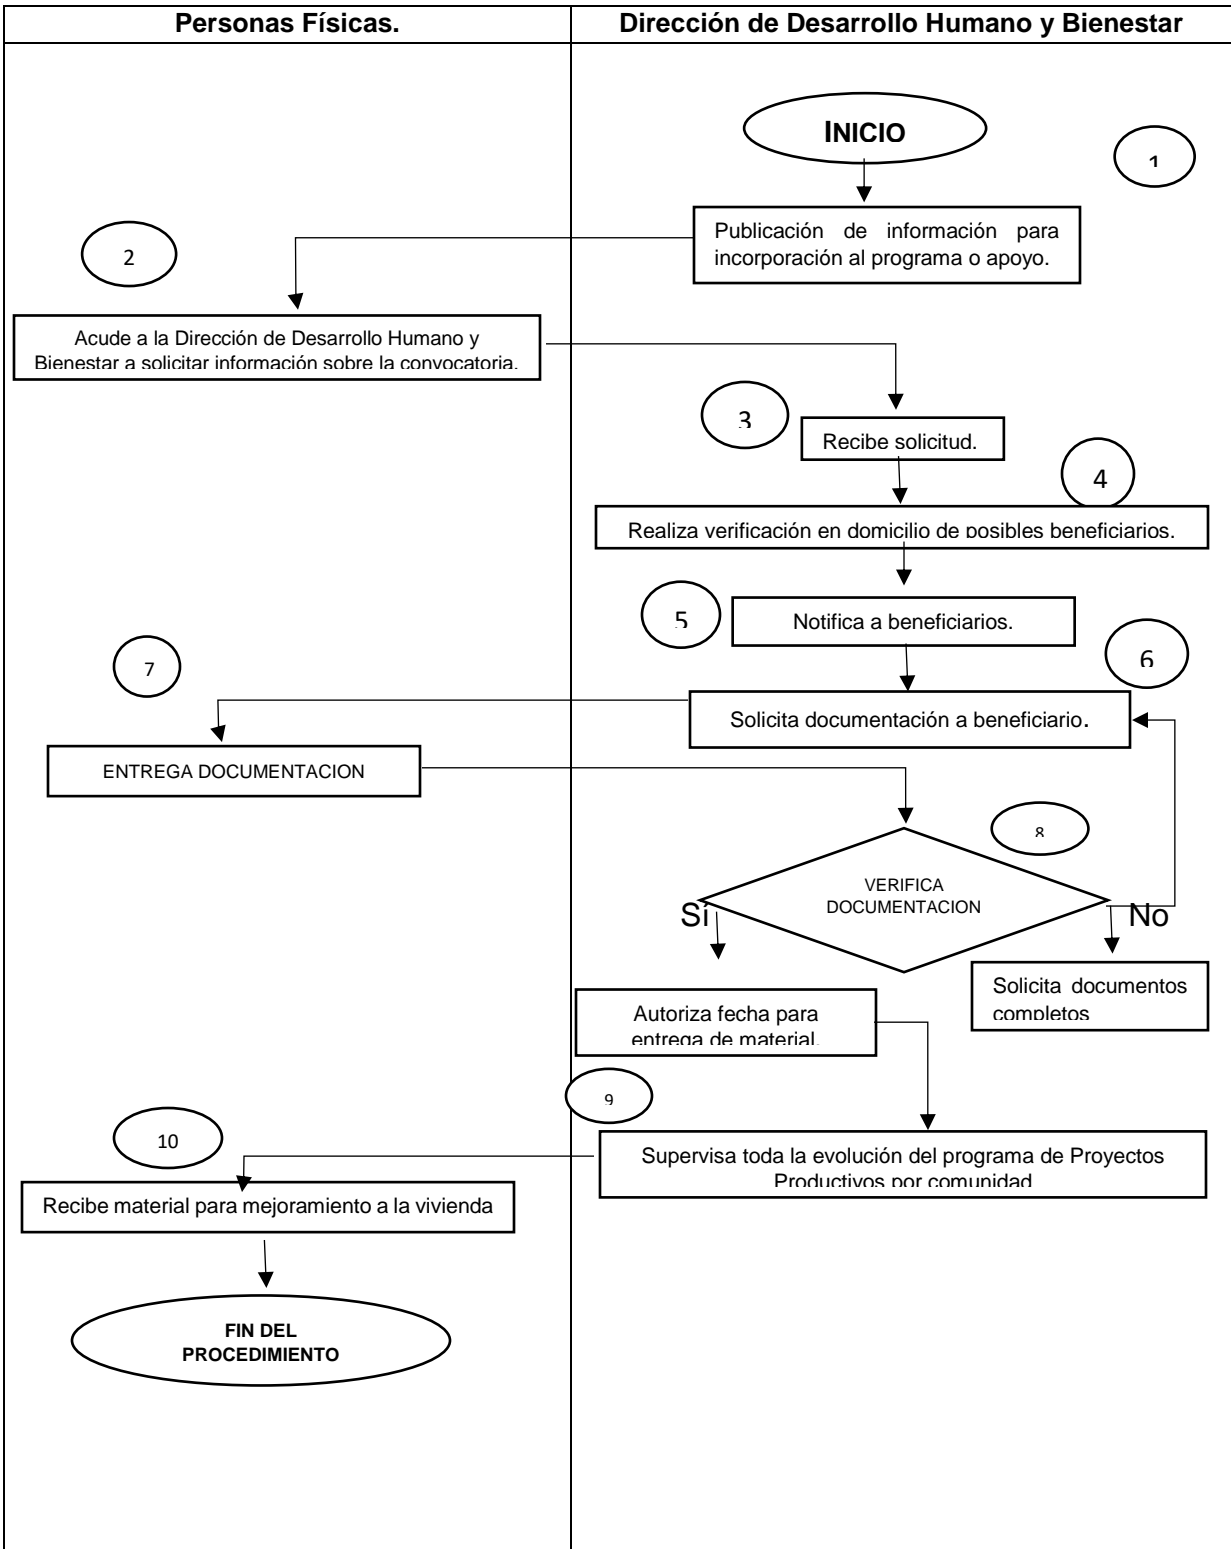 Personas Físicas.
Dirección de Desarrollo Humano y Bienestar
INICIO
1
Publicación de información para
incorporación al programa o apoyo.
2
Acude a la Dirección de Desarrollo Humano y
Bienestar a solicitar información sobre la convocatoria.
3
Recibe solicitud.
4
Realiza verificación en domicilio de posibles beneficiarios.
5
Notifica a beneficiarios.
6
Solicita documentación a beneficiario.
7
ENTREGA DOCUMENTACION
8
VERIFICA
DOCUMENTACION
Sí
No
Solicita documentos
completos
Autoriza fecha para
entrega de material.
9
Supervisa toda la evolución del programa de Proyectos
Productivos por comunidad
10
Recibe material para mejoramiento a la vivienda
FIN DEL
PROCEDIMIENTO